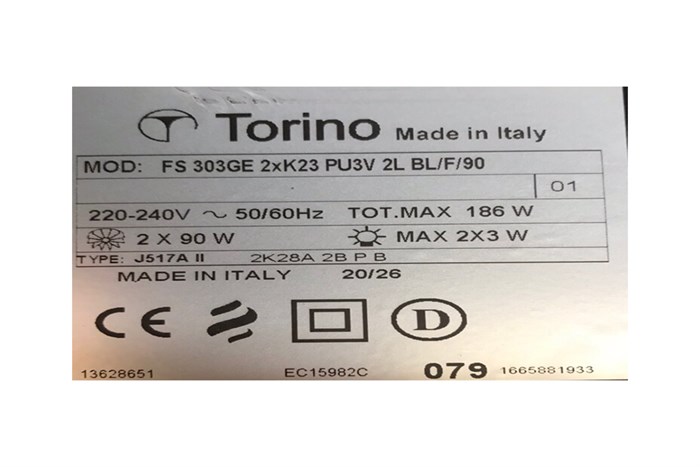 Torino Made in Italy
MOD: FS 303GE 2xK23 PU3V 2L BL/F/90
01
220-240V ~ 50/60Hz TOT.MAX 186 W
2 X 90 W MAX 2X3 W
TYPE: J517A II 2K28A 2B P B
MADE IN ITALY 20/26
CE D
13628651 EC15982C 079 1665881933